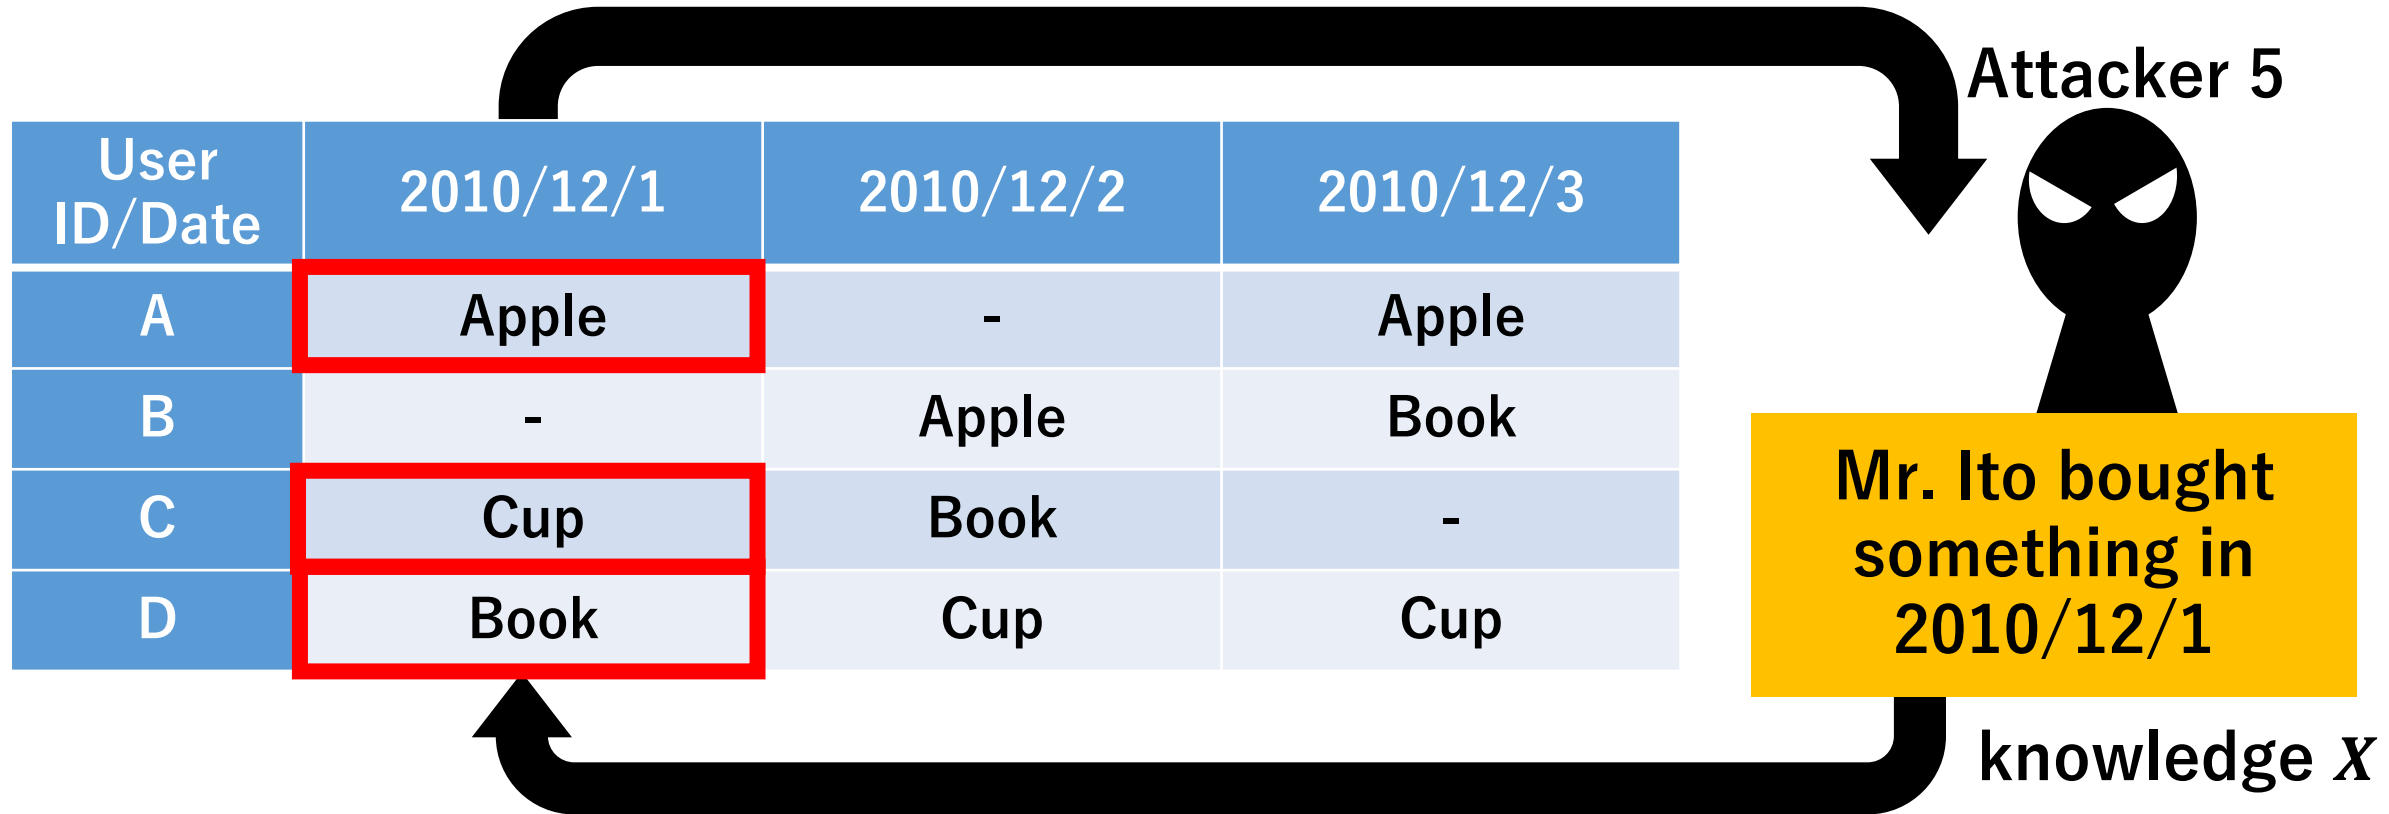 Attacker 5
User
ID/Date
2010/12/1
2010/12/2
2010/12/3
A
Apple
-
Apple
B
-
Apple
Book
C
Cup
Book
-
D
Book
Cup
Cup
Mr. Ito bought
something in
2010/12/1
knowledge x